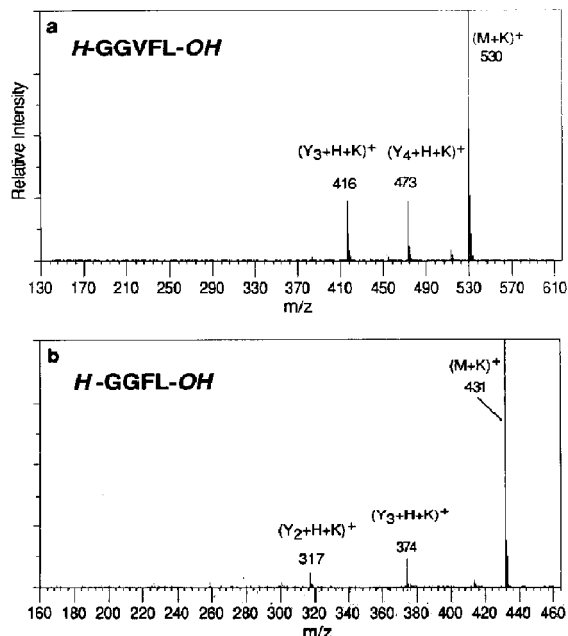 a
H-GGVFL-OH
(M+K)+
530
(Y3+H+K)+ (Y4+H+K)+
416 473
Relative Intensity
130 170 210 250 290 330 370 410 450 490 530 570 610
m/z
b
H-GGFL-OH
(M+K)+
431
(Y2+H+K)+ (Y3+H+K)+
317 374
160 180 200 220 240 260 280 300 320 340 360 380 400 420 440 460
m/z